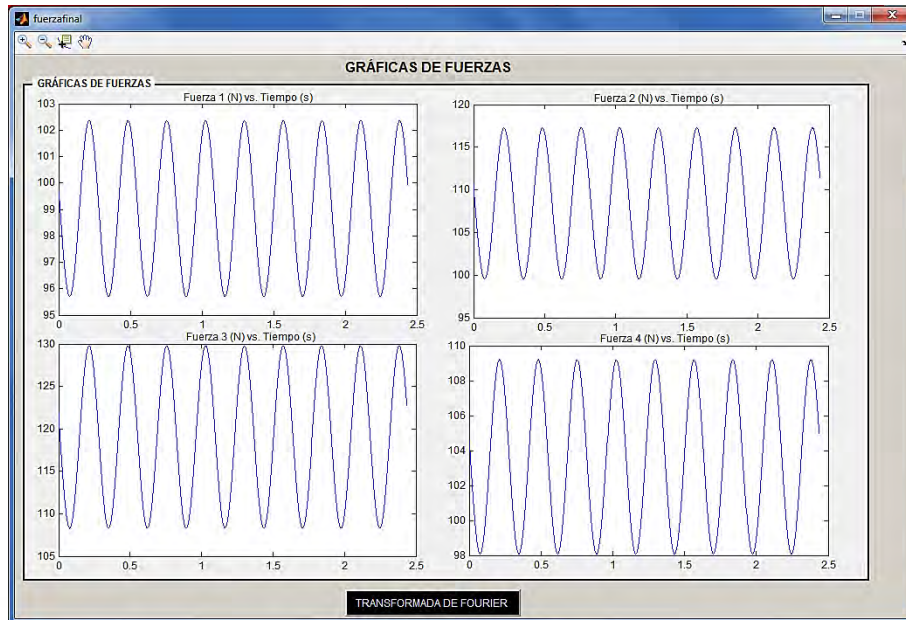 fuerzafinal
GRÁFICAS DE FUERZAS
GRÁFICAS DE FUERZAS
Fuerza 1 (N) vs. Tiempo (s)
103
102
101
100
99
98
97
96
95
0 0.5 1 1.5 2 2.5
Fuerza 2 (N) vs. Tiempo (s)
120
115
110
105
100
95
0 0.5 1 1.5 2 2.5
Fuerza 3 (N) vs. Tiempo (s)
130
125
120
115
110
105
0 0.5 1 1.5 2 2.5
Fuerza 4 (N) vs. Tiempo (s)
110
108
106
104
102
100
98
0 0.5 1 1.5 2 2.5
TRANSFORMADA DE FOURIER